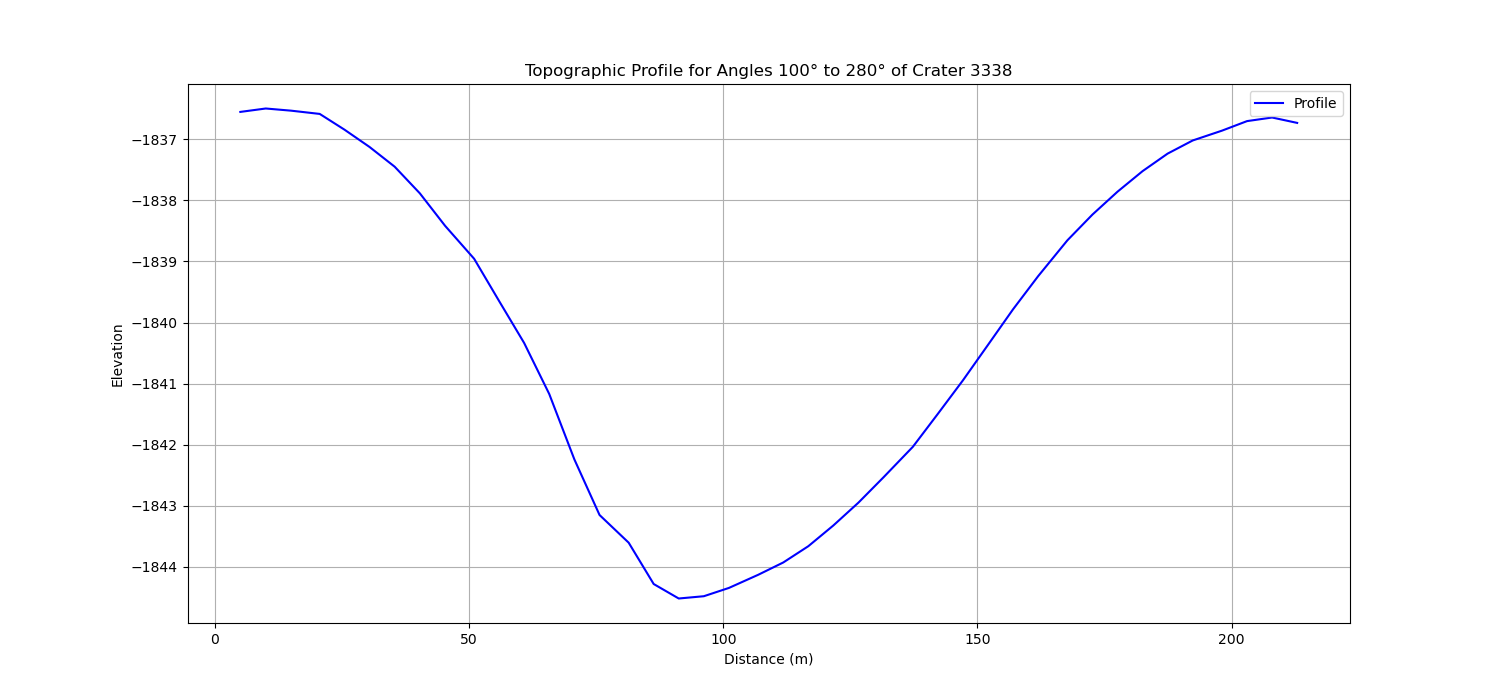 Topographic Profile for Angles 100° to 280° of Crater 3338
Profile
Elevation
−1837
−1838
−1839
−1840
−1841
−1842
−1843
−1844
0 50 100 150 200
Distance (m)